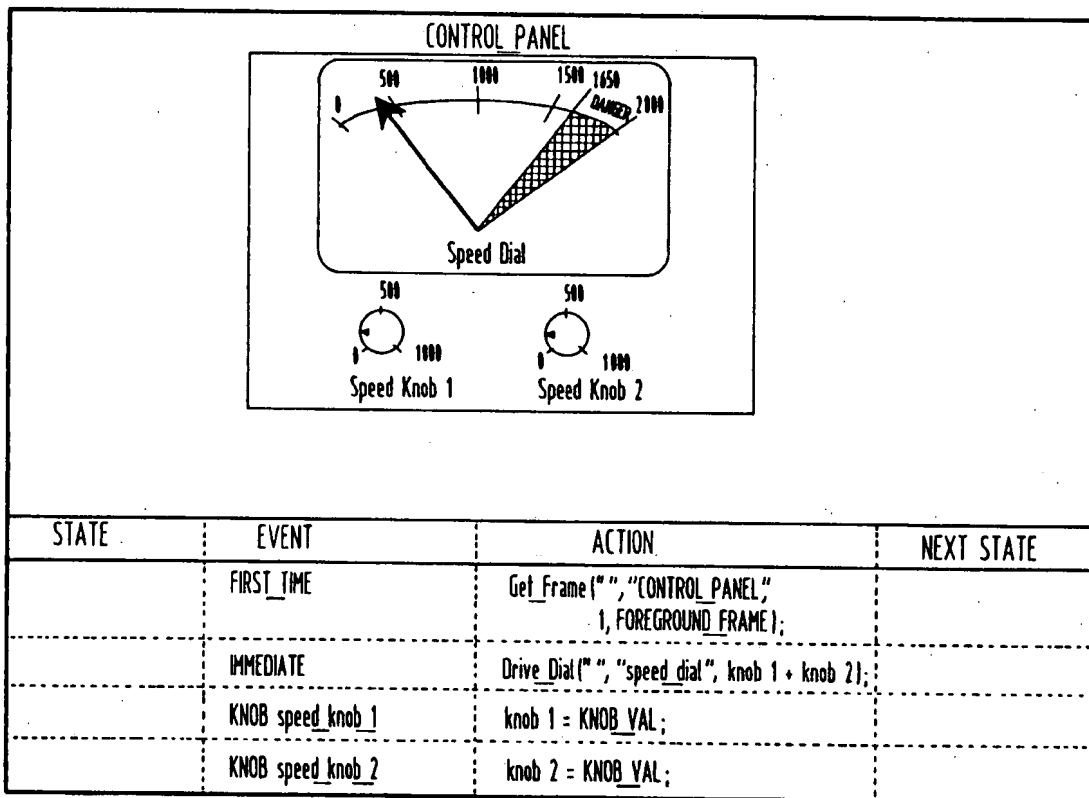 CONTROL_PANEL
0 500 1000 1500 1650 2000
DANGER
Speed Dial
500 500
0 1000 0 1000
Speed Knob 1 Speed Knob 2
STATE EVENT ACTION NEXT STATE
FIRST_TIME Get_Frame (" ", "CONTROL_PANEL",
1, FOREGROUND_FRAME);
IMMEDIATE Drive_Dial(" ", "speed_dial", knob 1 + knob 2);
KNOB speed_knob_1 knob 1 = KNOB_VAL;
KNOB speed_knob_2 knob 2 = KNOB_VAL;